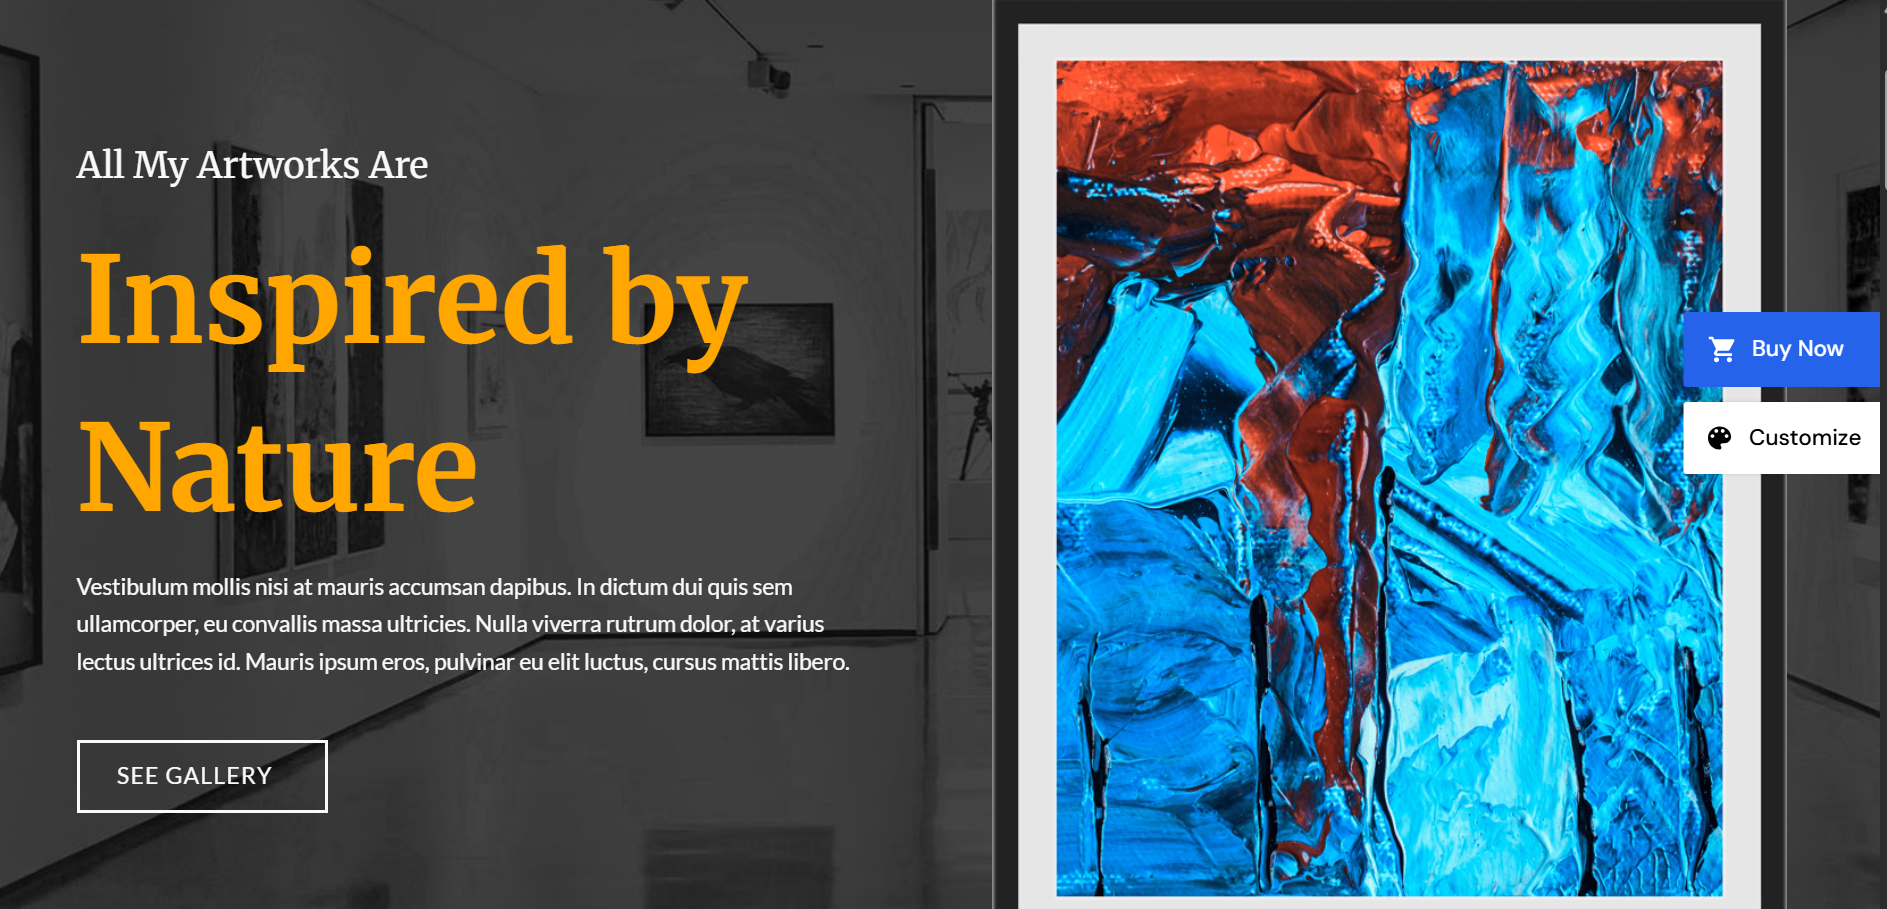 All My Artworks Are
Inspired by
Nature
Vestibulum mollis nisi at mauris accumsan dapibus. In dictum dui quis sem
ullamcorper, eu convallis massa ultricies. Nulla viverra rutrum dolor, at varius
lectus ultrices id. Mauris ipsum eros, pulvinar eu elit luctus, cursus mattis libero.
SEE GALLERY
Buy Now
Customize